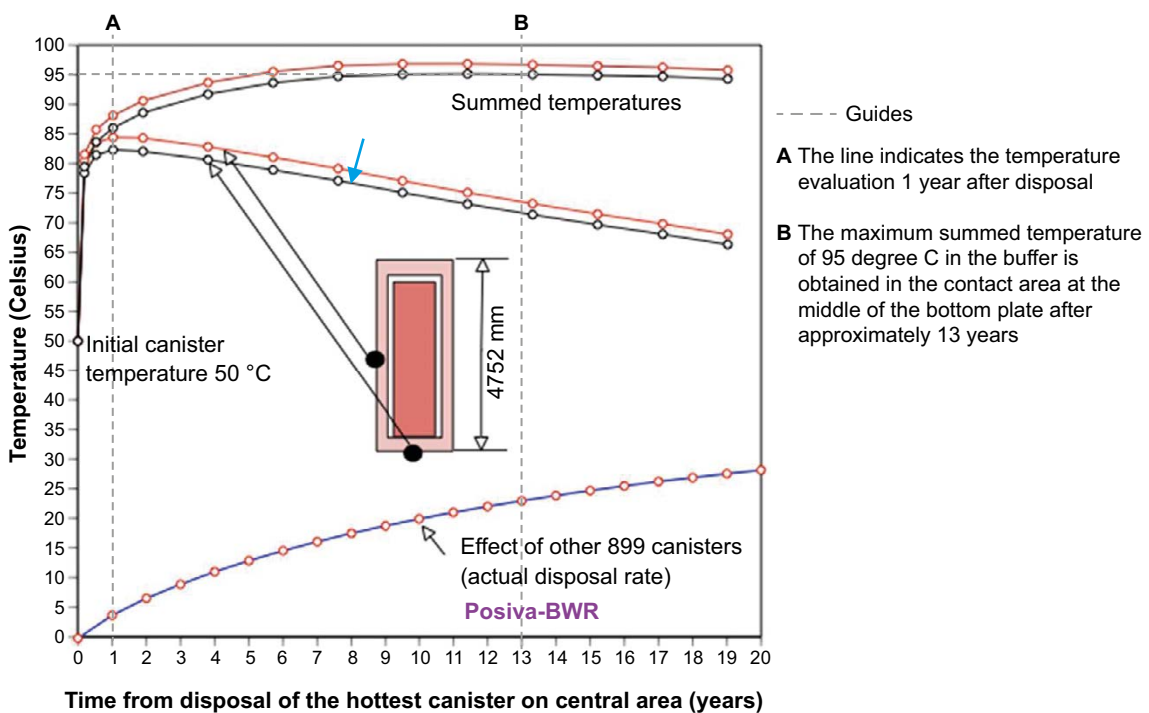 A
B
100
95
90
85
80
75
70
65
60
55
50
45
40
35
30
25
20
15
10
5
0
Temperature (Celsius)
Summed temperatures
Initial canister
temperature 50 °C
4752 mm
Effect of other 899 canisters
(actual disposal rate)
Posiva-BWR
0 1 2 3 4 5 6 7 8 9 10 11 12 13 14 15 16 17 18 19 20
Time from disposal of the hottest canister on central area (years)
Guides
A The line indicates the temperature
evaluation 1 year after disposal
B The maximum summed temperature
of 95 degree C in the buffer is
obtained in the contact area at the
middle of the bottom plate after
approximately 13 years